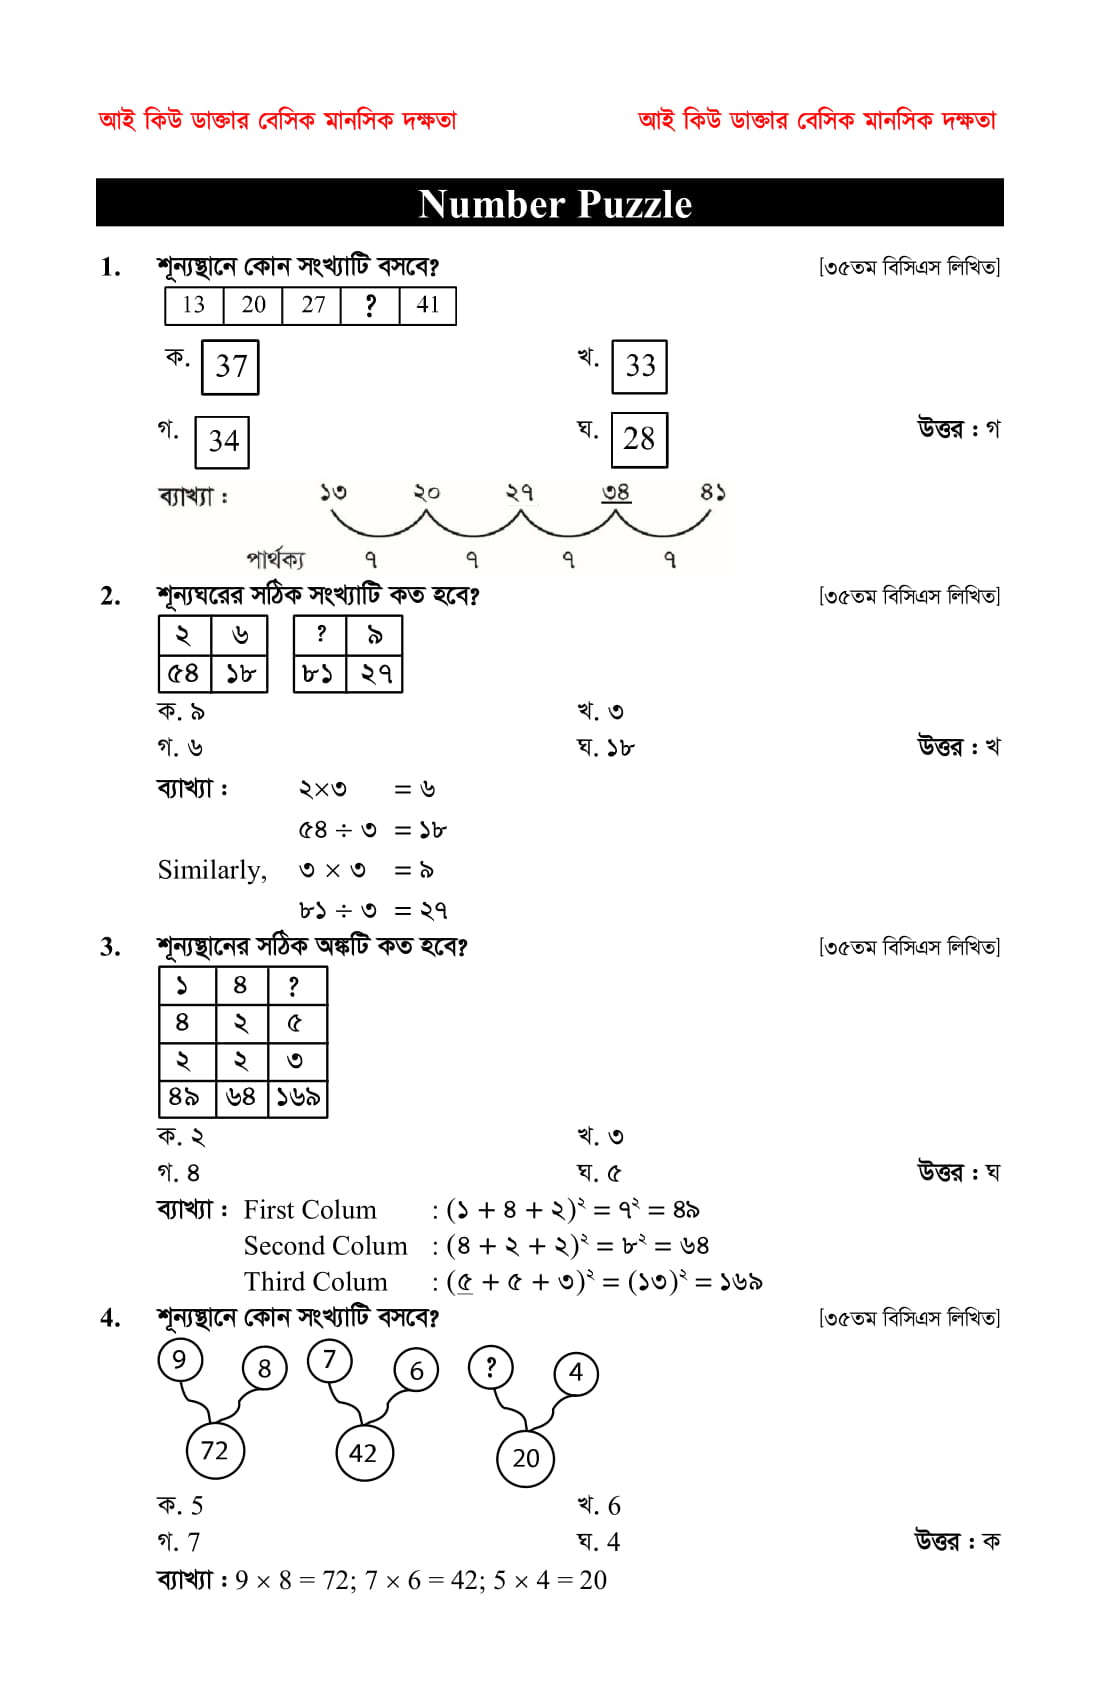 আই কিউ ডাক্তার বেসিক মানসিক দক্ষতা আই কিউ ডাক্তার বেসিক মানসিক দক্ষতা
Number Puzzle
1. শূন্যস্থানে কোন সংখ্যাটি বসবে? [৩৫তম বিসিএস লিখিত]
13 20 27 ? 41
ক. 37 খ. 33
গ. 34 ঘ. 28 উত্তর : গ
ব্যাখ্যা : ১৩ ২০ ২৭ ৩৪ ৪১
পার্থক্য ৭ ৭ ৭ ৭
2. শূন্যঘরের সঠিক সংখ্যাটি কত হবে? [৩৫তম বিসিএস লিখিত]
২ ৬ ? ৯
৫৪ ১৮ ৮১ ২৭
ক. ৯ খ. ৩
গ. ৬ ঘ. ১৮ উত্তর : খ
ব্যাখ্যা : ২×৩ = ৬
৫৪ ÷ ৩ = ১৮
Similarly, ৩ × ৩ = ৯
৮১ ÷ ৩ = ২৭
3. শূন্যস্থানের সঠিক অঙ্কটি কত হবে? [৩৫তম বিসিএস লিখিত]
১ ৪ ?
৪ ২ ৫
২ ২ ৩
৪৯ ৬৪ ১৬৯
ক. ২ খ. ৩
গ. ৪ ঘ. ৫ উত্তর : ঘ
ব্যাখ্যা : First Colum : (১ + ৪ + ২)^২ = ৭^২ = ৪৯
Second Colum : (৪ + ২ + ২)^২ = ৮^২ = ৬৪
Third Colum : (৫ + ৫ + ৩)^২ = (১৩)^২ = ১৬৯
4. শূন্যস্থানে কোন সংখ্যাটি বসবে? [৩৫তম বিসিএস লিখিত]
9 8 7 6 ? 4
72 42 20
ক. 5 খ. 6
গ. 7 ঘ. 4 উত্তর : ক
ব্যাখ্যা : 9 × 8 = 72; 7 × 6 = 42; 5 × 4 = 20